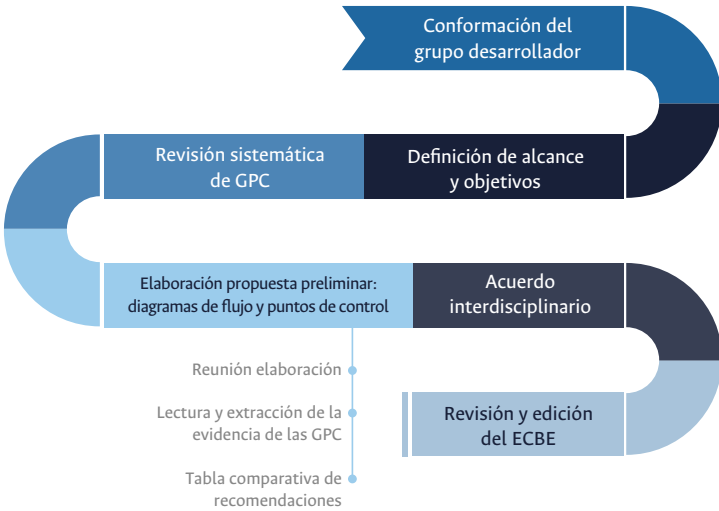 Conformación del
grupo desarrollador
Definición de alcance
y objetivos
Revisión sistemática
de GPC
Elaboración propuesta preliminar:
diagramas de flujo y puntos de control
Reunión elaboración
Lectura y extracción de la
evidencia de las GPC
Tabla comparativa de
recomendaciones
Acuerdo
interdisciplinario
Revisión y edición
del ECBE